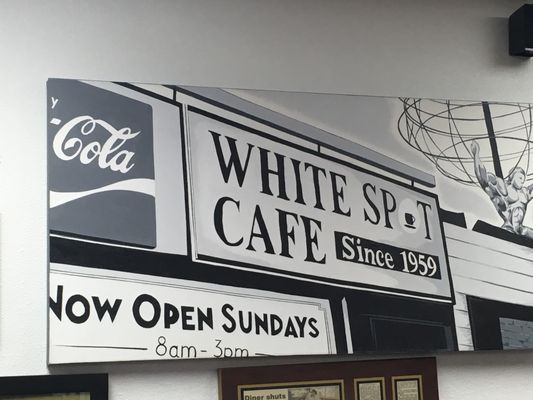 y
Cola
WHITE SPOT
CAFE Since 1959
NOW OPEN SUNDAYS
8am - 3pm
Diner shuts